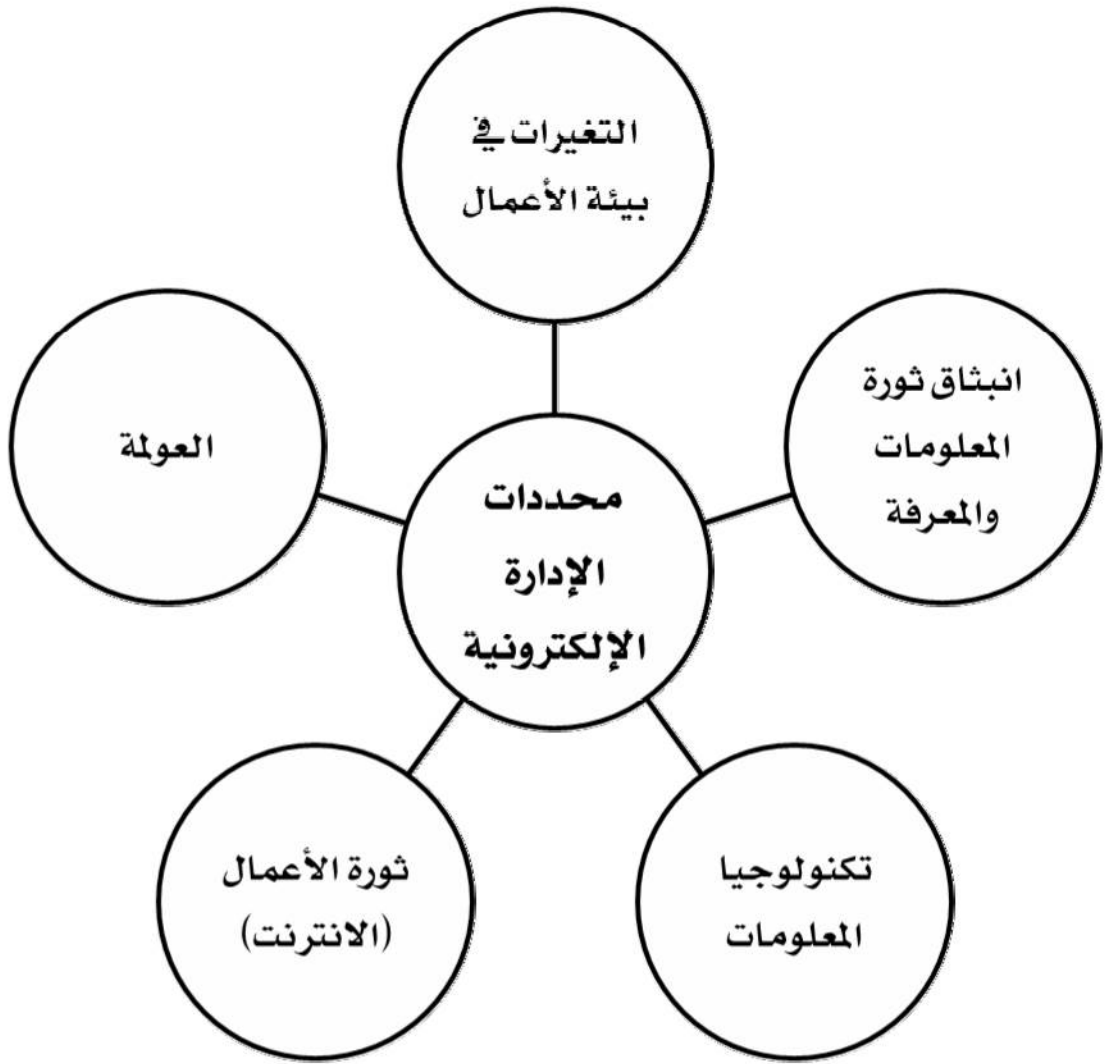 التغيرات في
بيئة الأعمال
انبثاق ثورة
المعلومات
والمعرفة
العولمة
محددات
الإدارة
الإلكترونية
تكنولوجيا
المعلومات
ثورة الأعمال
(الانترنت)